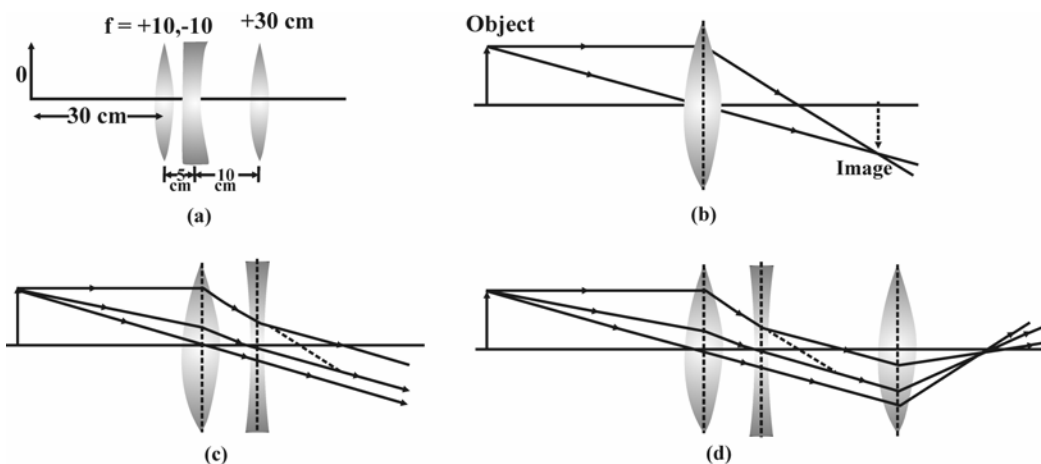 f = +10,-10
+30 cm
0
30 cm
5
cm
10
cm
(a)
Object
Image
(b)
(c)
(d)